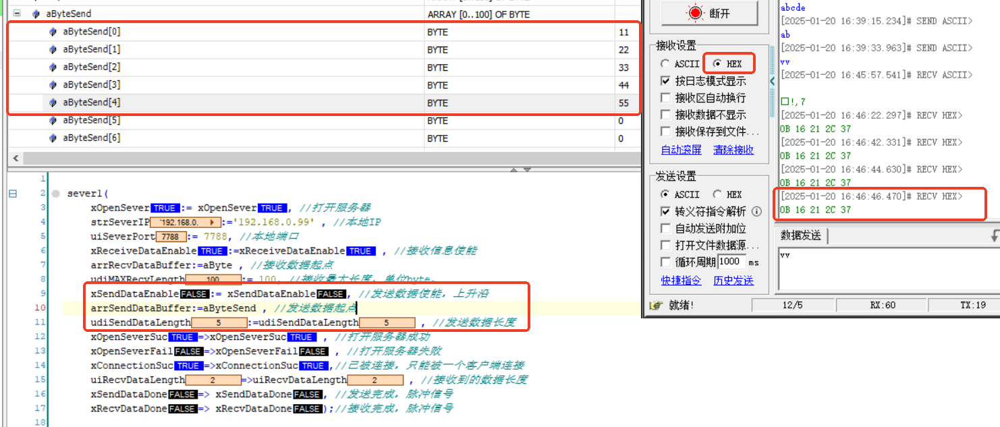 aByteSend ARRAY [0..100] OF BYTE
aByteSend[0] BYTE 11
aByteSend[1] BYTE 22
aByteSend[2] BYTE 33
aByteSend[3] BYTE 44
aByteSend[4] BYTE 55
aByteSend[5] BYTE 0
aByteSend[6] BYTE 0
1
2 sever1(
3 xOpenSever TRUE := xOpenSever TRUE , //打开服务器
4 strSeverIP '192.168.0. :='192.168.0.99' , //本地IP
5 uiSeverPort 7788 := 7788, //本地端口
6 xReceiveDataEnable TRUE :=xReceiveDataEnable TRUE , //接收信息使能
7 arrRecvDataBuffer:=aByte , //接收数据起点
8 udiMAXRecvLength 100 := 100, //接收最大长度，单位byte。
9 xSendDataEnable FALSE := xSendDataEnable FALSE , //发送数据使能，上升沿
10 arrSendDataBuffer:=aByteSend , //发送数据起点
11 udiSendDataLength 5 :=udiSendDataLength 5 , //发送数据长度
12 xOpenSeverSuc TRUE =>xOpenSeverSuc TRUE , //打开服务器成功
13 xOpenSeverFail FALSE =>xOpenSeverFail FALSE , //打开服务器失败
14 xConnectionSuc TRUE =>xConnectionSuc TRUE ,//已被连接，只能被一个客户端连接
15 uiRecvDataLength 2 =>uiRecvDataLength 2 , //接收到的数据长度
16 xSendDataDone FALSE => xSendDataDone FALSE , //发送完成，脉冲信号
17 xRecvDataDone FALSE => xRecvDataDone FALSE );//接收完成，脉冲信号
18
断开
接收设置
ASCII HEX
按日志模式显示
接收区自动换行
接收数据不显示
接收保存到文件...
自动滚屏 清除接收
发送设置
ASCII HEX
转义符指令解析
自动发送附加位
打开文件数据源...
循环周期 1000 ms
快捷指令 历史发送
abcde
[2025-01-20 16:39:15.234]# SEND ASCII>
ab
[2025-01-20 16:39:33.963]# SEND ASCII>
vv
[2025-01-20 16:45:57.541]# RECV ASCII>
!,7
[2025-01-20 16:46:22.297]# RECV HEX>
0B 16 21 2C 37
[2025-01-20 16:46:42.331]# RECV HEX>
0B 16 21 2C 37
[2025-01-20 16:46:44.630]# RECV HEX>
0B 16 21 2C 37
[2025-01-20 16:46:46.470]# RECV HEX>
0B 16 21 2C 37
数据发送
vv
就绪! 12/5 RX:60 TX:19